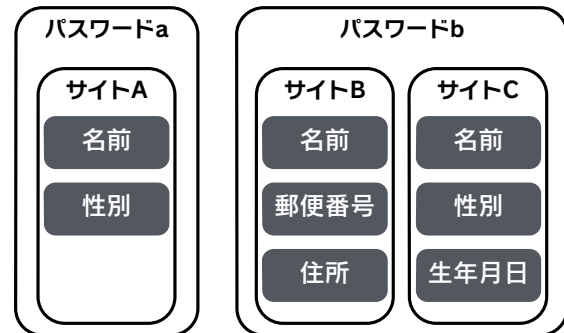 パスワードa
サイトA
名前
性別
パスワードb
サイトB
名前
郵便番号
住所
サイトC
名前
性別
生年月日